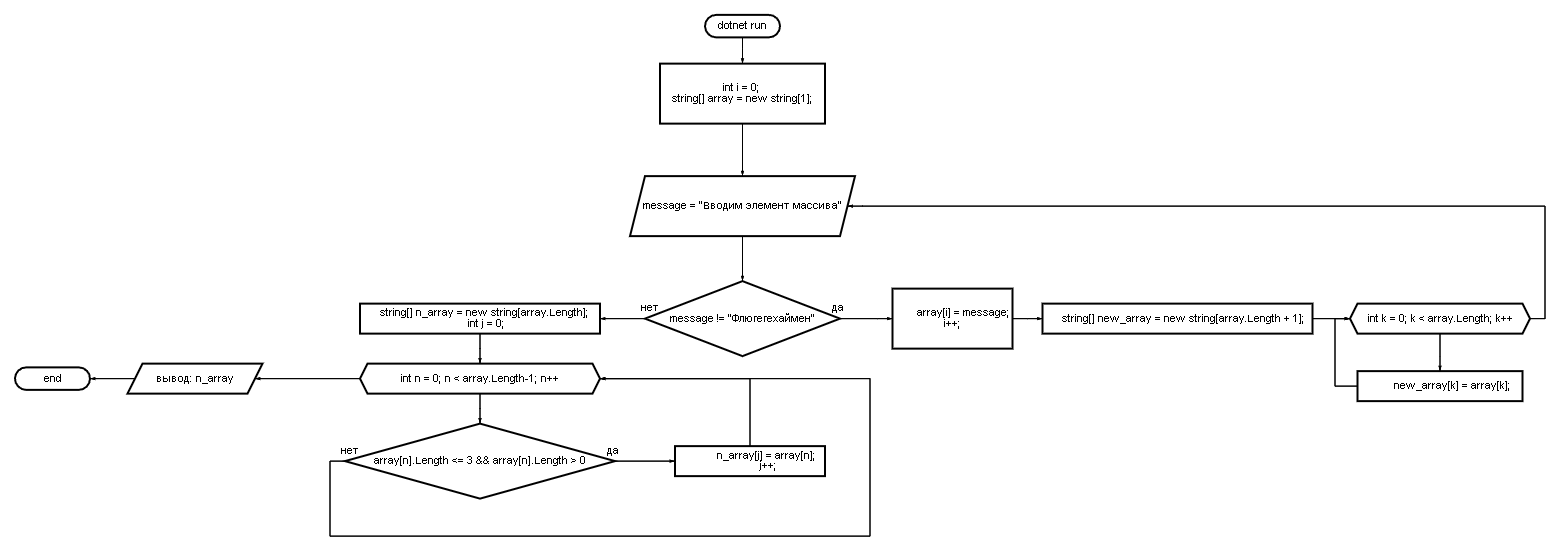 dotnet run
int i = 0;
string[] array = new string[1];
message = "Вводим элемент массива"
message != "Флюгегехаймен"
нет
да
string[] n_array = new string[array.Length];
int j = 0;
array[i] = message;
i++;
string[] new_array = new string[array.Length + 1];
int k = 0; k < array.Length; k++
new_array[k] = array[k];
end
вывод: n_array
int n = 0; n < array.Length-1; n++
нет
array[n].Length <= 3 && array[n].Length > 0
да
n_array[j] = array[n];
j++;